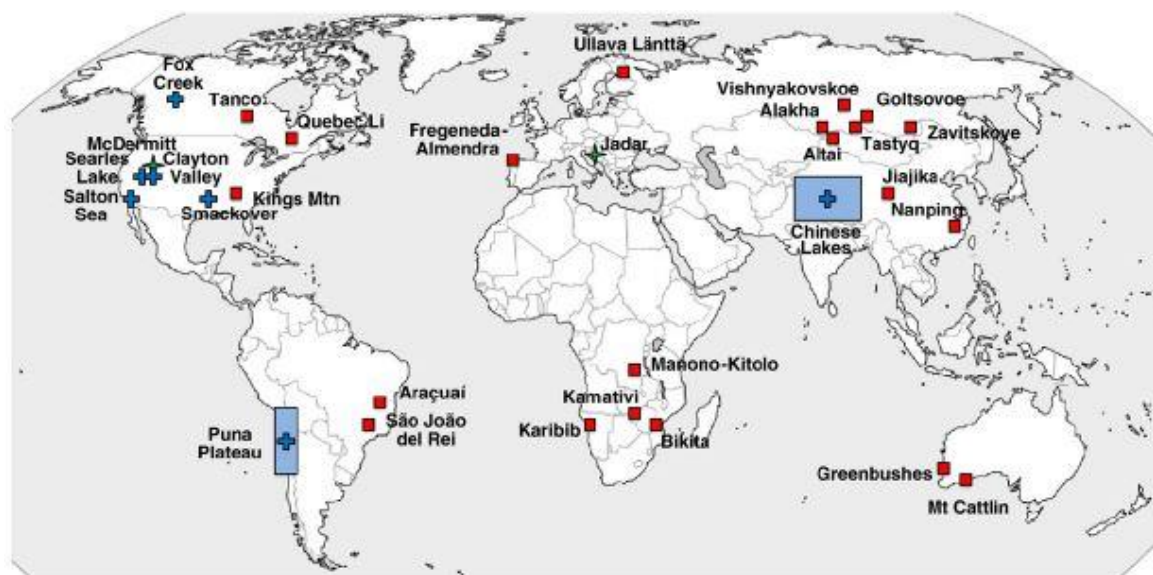 Ullava Länttä
Fox
Creek
Vishnyakovskoe
Tanco
Alakha
Goltsovoe
Quebec Li
Fregeneda-
Almendra
McDermitt
Jadar
Zavitskoye
Searles
Lake
Clayton
Valley
Altai
Tastyq
Salton
Sea
Kings Mtn
Jiajika
Smackover
Nanping
Chinese
Lakes
Manono-Kitolo
Araçuaí
Kamativi
São João
del Rei
Puna
Plateau
Karibib
Bikita
Greenbushes
Mt Cattlin